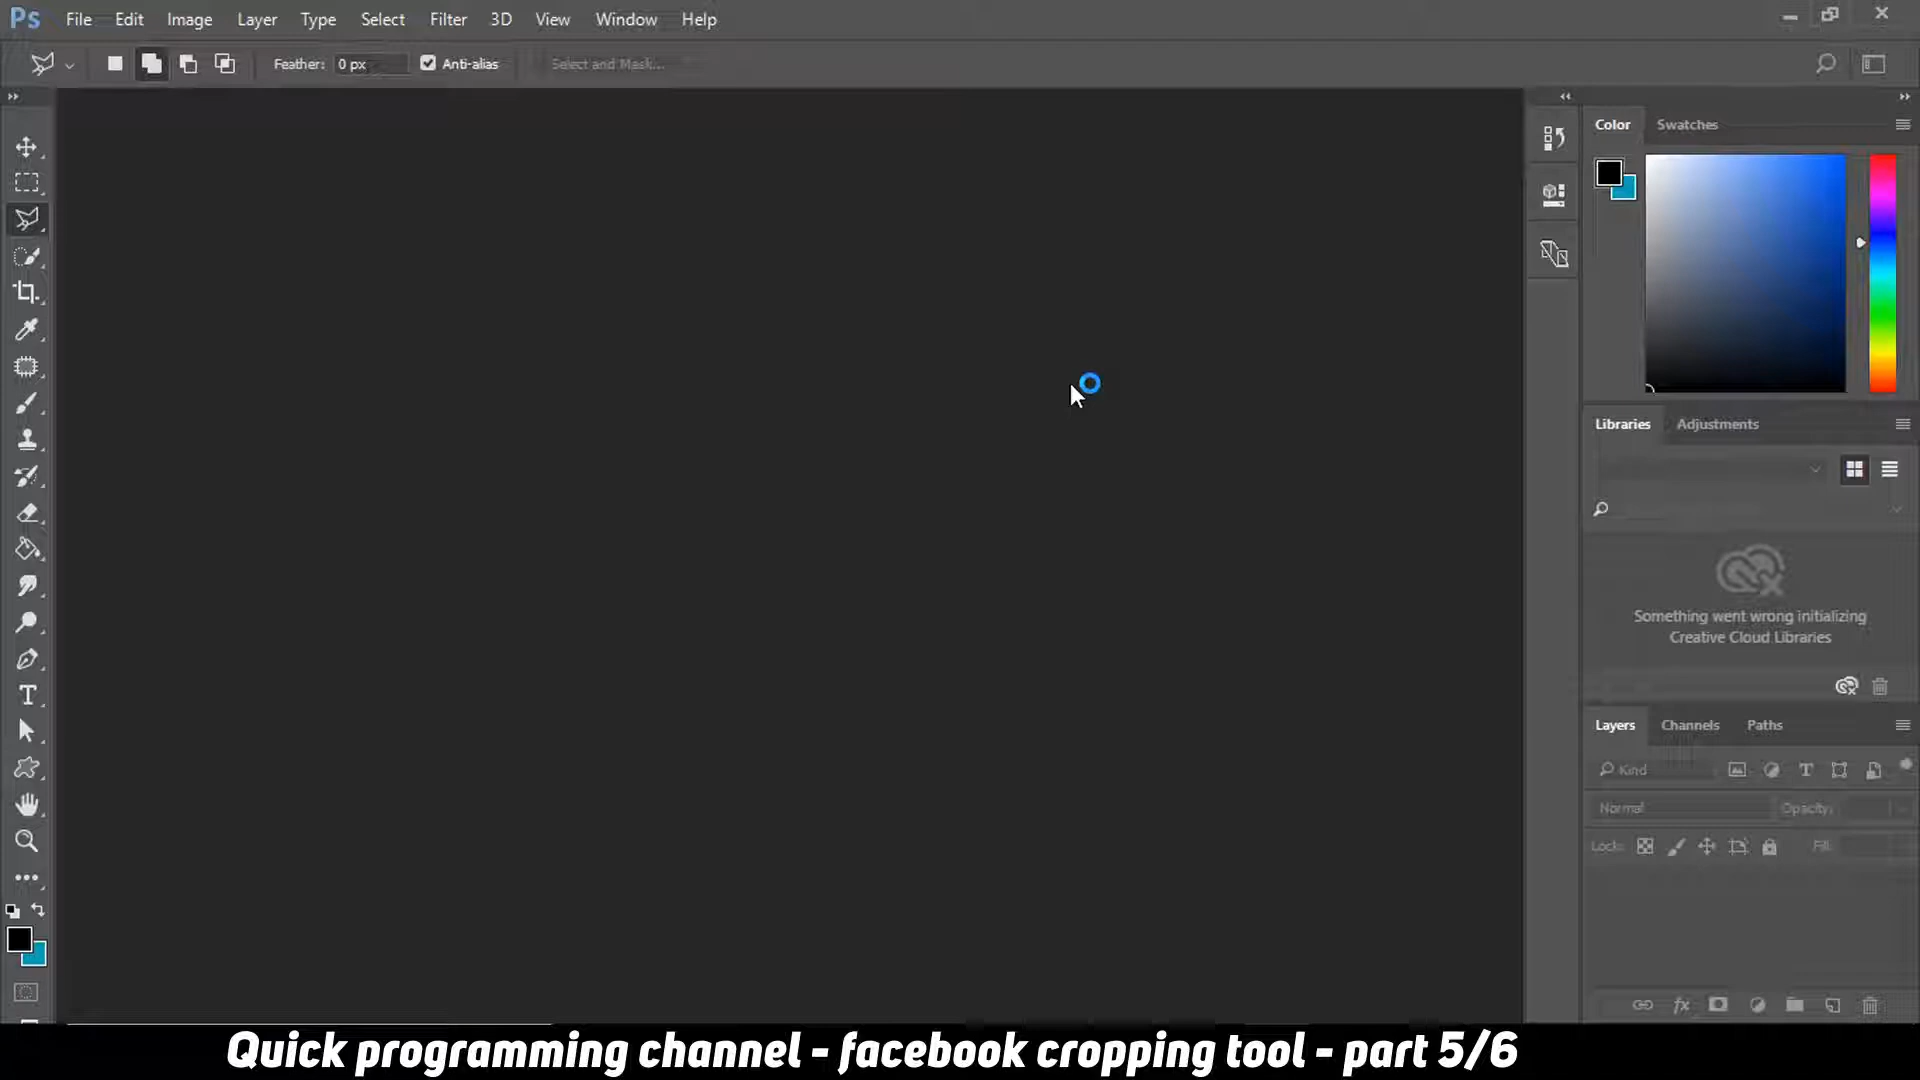 Ps File Edit Image Layer Type Select Filter 3D View Window Help
Feather: 0 px Anti-alias Select and Mask...
Color Swatches
Libraries Adjustments
Something went wrong initializing
Creative Cloud Libraries
Layers Channels Paths
Kind
Normal Opacity:
Lock: Fill:
Quick programming channel - facebook cropping tool - part 5/6